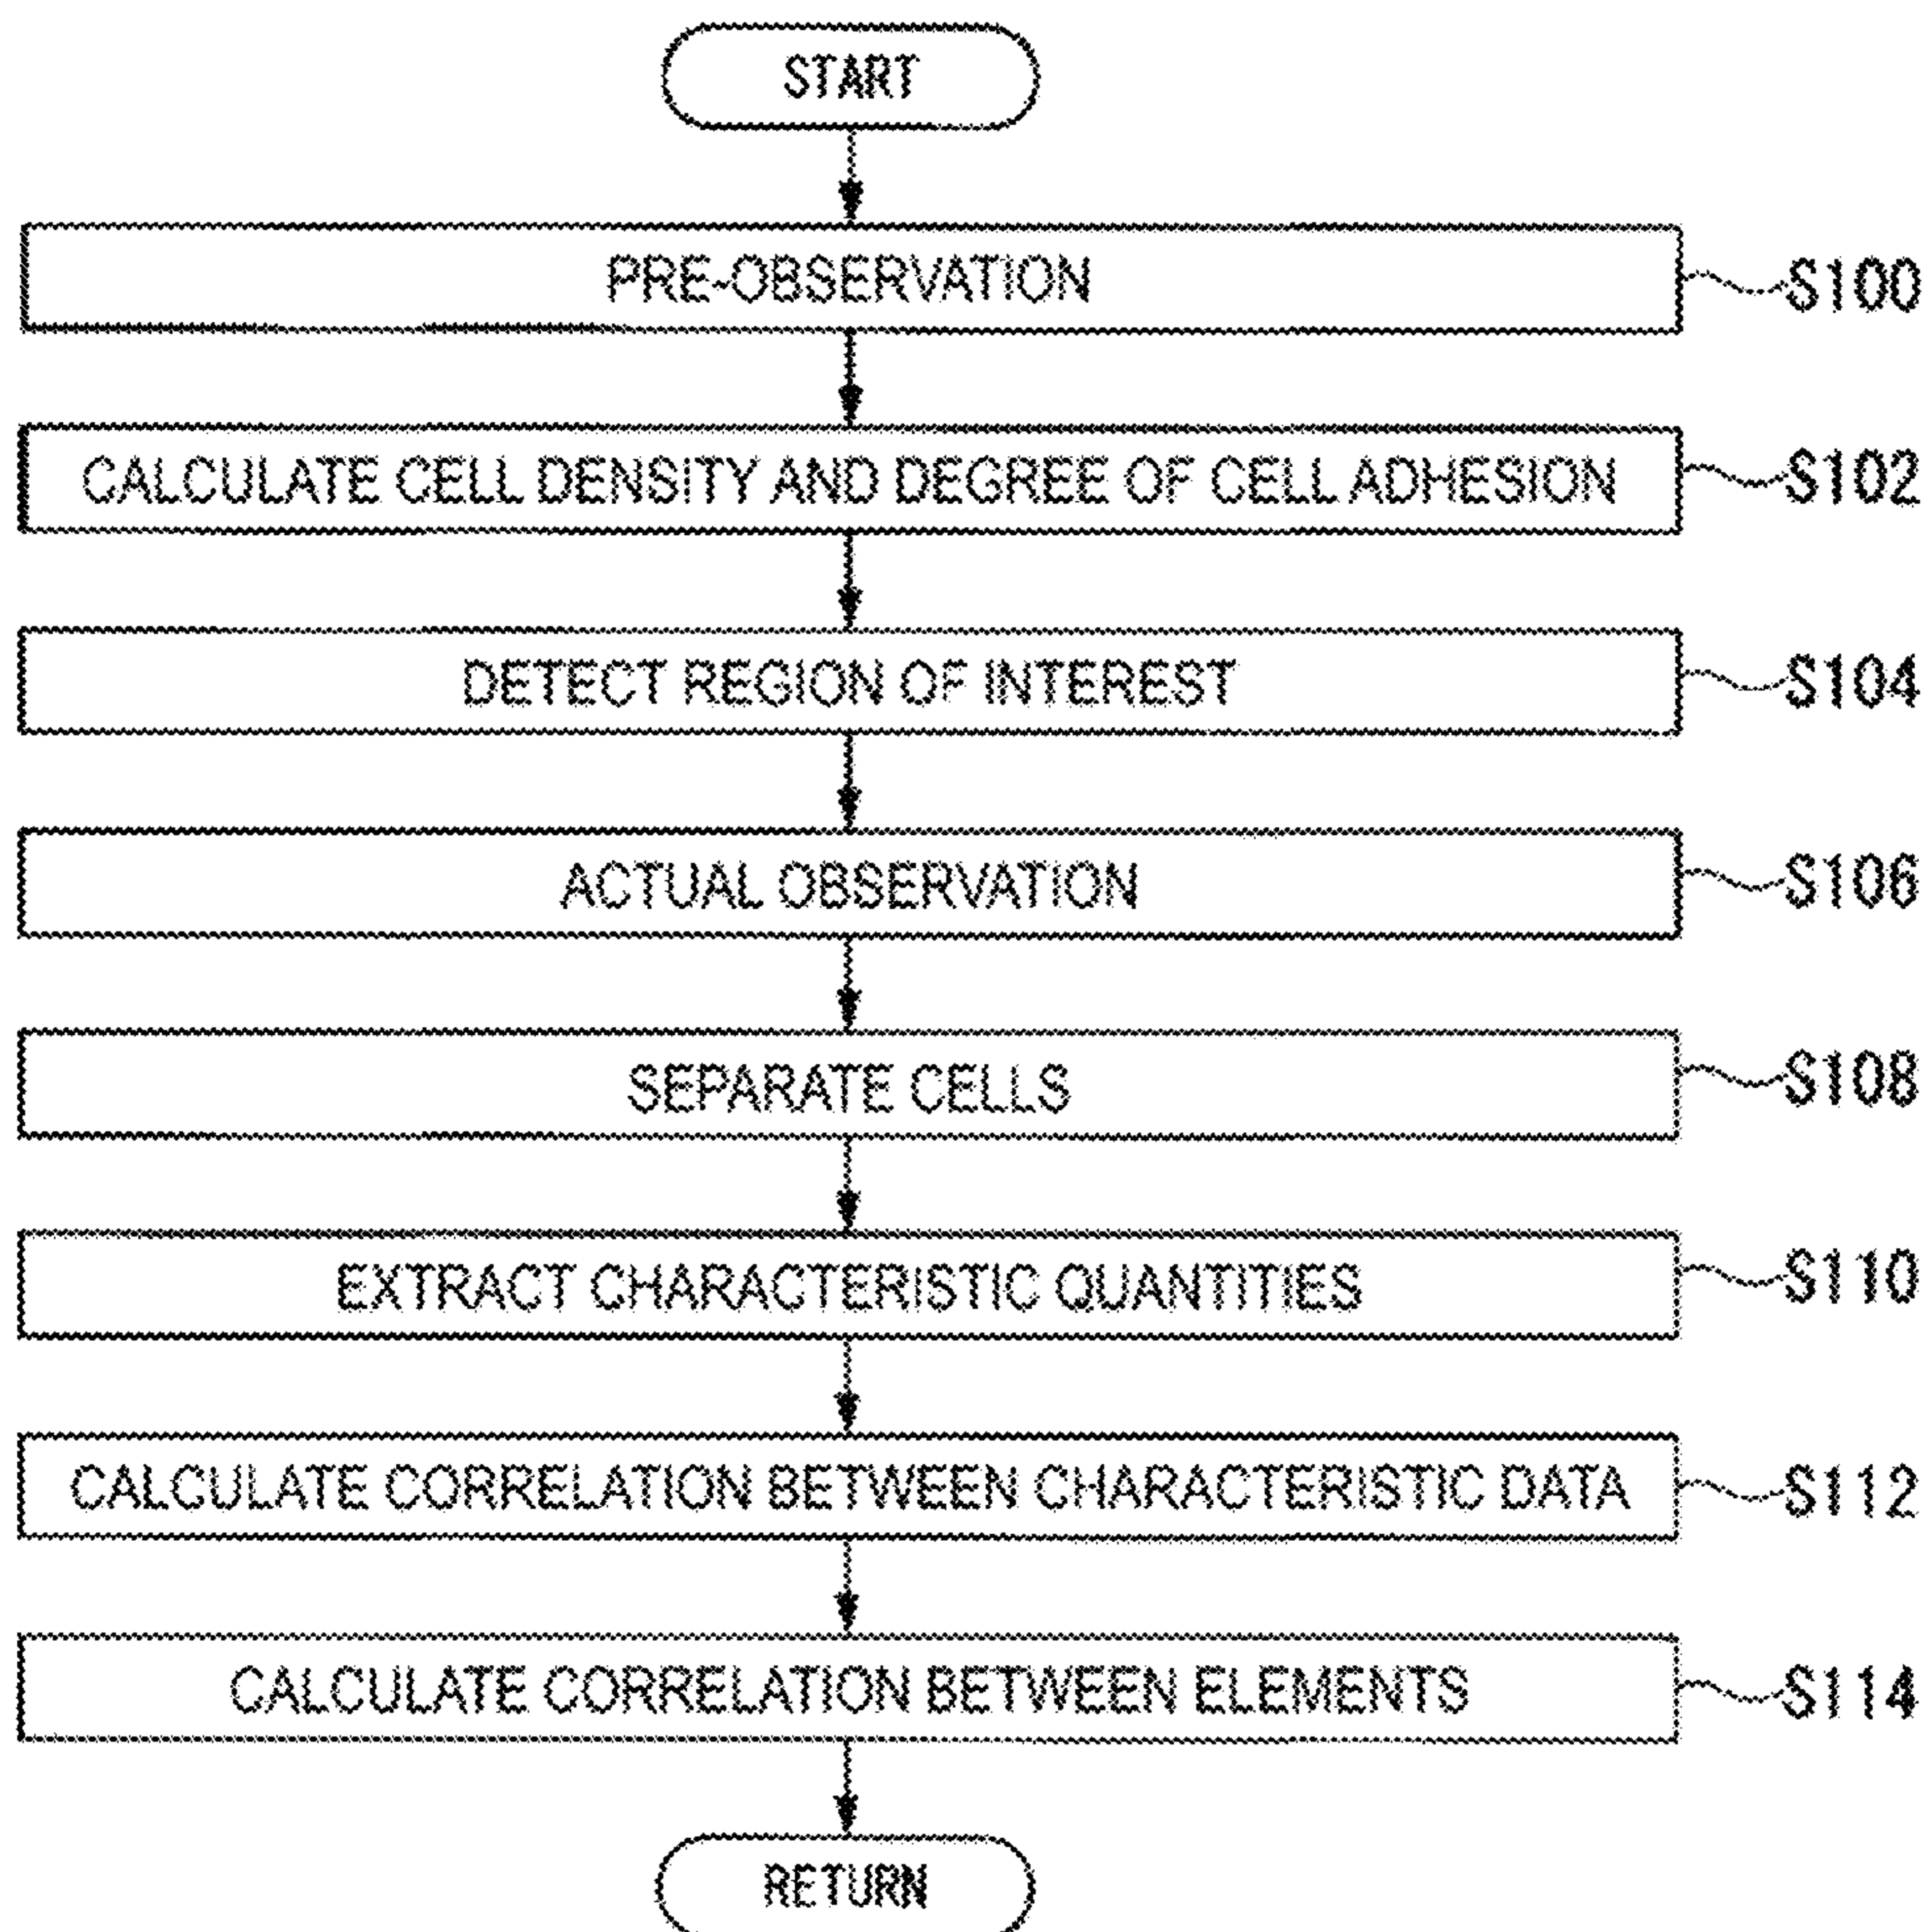 START
PRE-OBSERVATION
S100
CALCULATE CELL DENSITY AND DEGREE OF CELL ADHESION
S102
DETECT REGION OF INTEREST
S104
ACTUAL OBSERVATION
S106
SEPARATE CELLS
S108
EXTRACT CHARACTERISTIC QUANTITIES
S110
CALCULATE CORRELATION BETWEEN CHARACTERISTIC DATA
S112
CALCULATE CORRELATION BETWEEN ELEMENTS
S114
RETURN